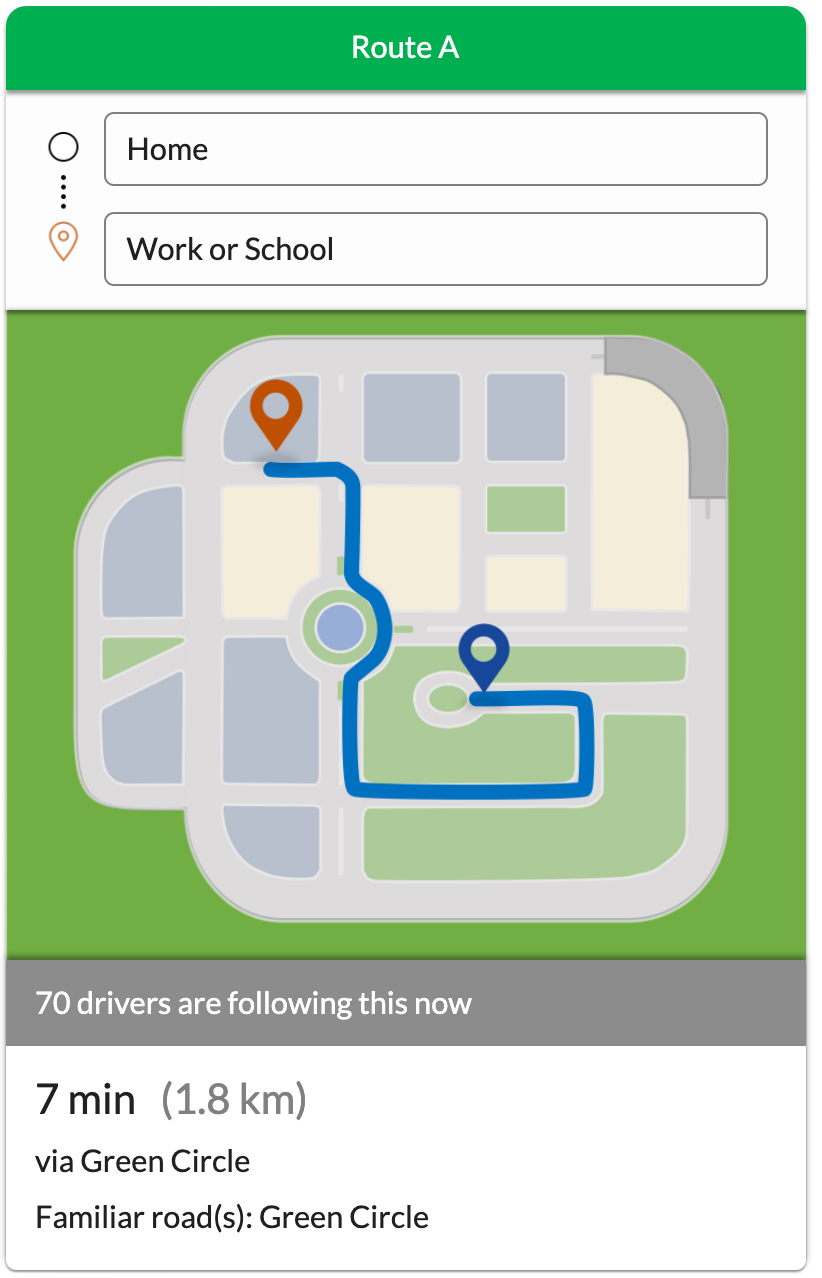 Route A
Home
Work or School
70 drivers are following this now
7 min (1.8 km)
via Green Circle
Familiar road(s): Green Circle